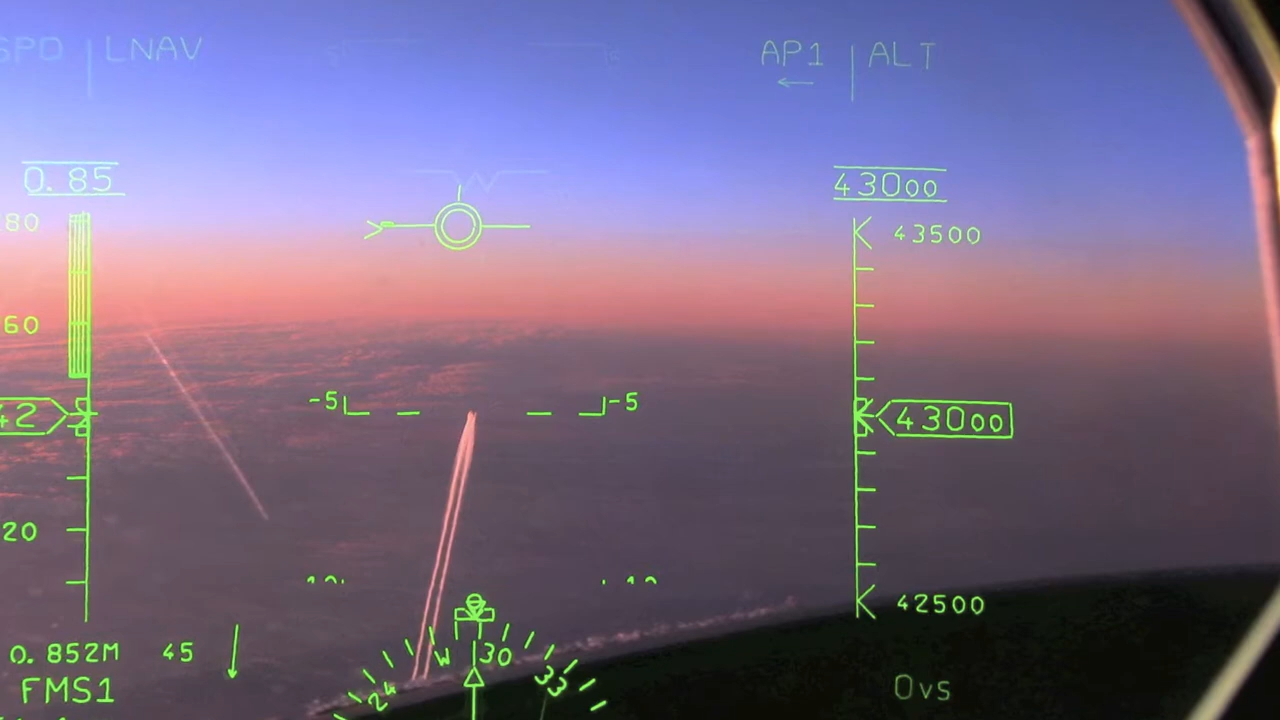 SPD LNAV AP1 ALT
0.85 43000
80 43500
60
-5 -5
42 43000
20
42500
0.852M 45
24 W 30 33
FMS1 0vs